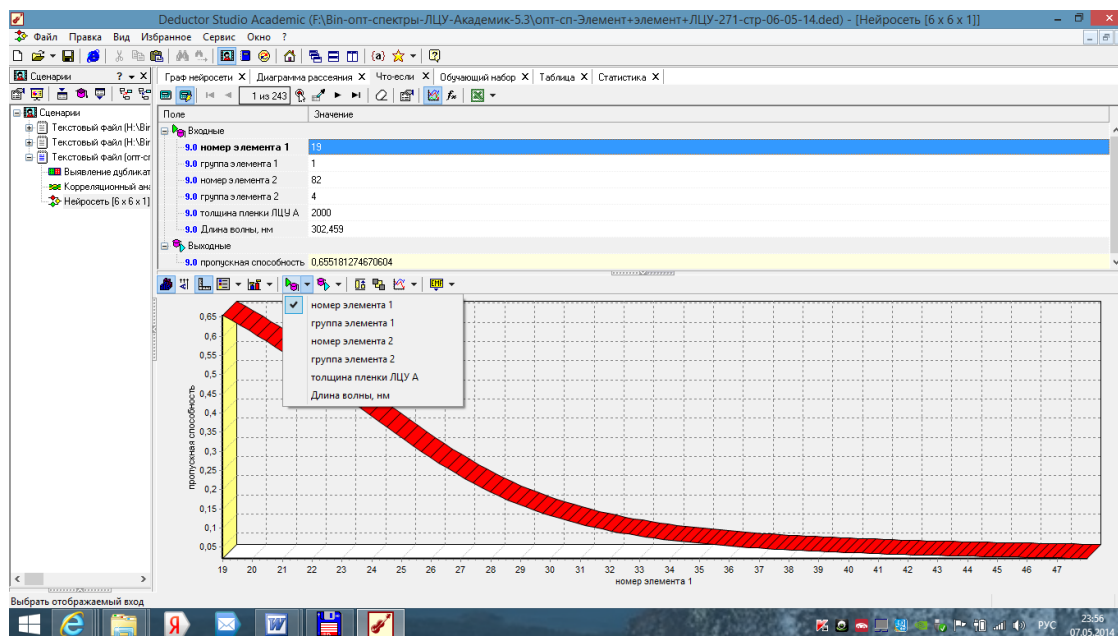 Deductor Studio Academic (F:\Bin-опт-спектры-ЛЦУ-Академик-5.3\опт-сп-Элемент+элемент+ЛЦУ-271-стр-06-05-14.ded) - [Нейросеть [6 x 6 x 1]]
Файл Правка Вид Избранное Сервис Окно ?
Сценарии ? X
Граф нейросети X Диаграмма рассеяния X Что-если X Обучающий набор X Таблица X Статистика X
1 из 243
Сценарии
Текстовый файл (H:\Bir
Текстовый файл (H:\Bir
Текстовый файл (опт-сг
Выявление дубликат
Корреляционный ана
Нейросеть [6 x 6 x 1]
Поле Значение
Входные
9.0 номер элемента 1 19
9.0 группа элемента 1 1
9.0 номер элемента 2 82
9.0 группа элемента 2 4
9.0 толщина пленки ЛЦУ А 2000
9.0 Длина волны, нм 302,459
Выходные
9.0 пропускная способность 0,655181274670604
номер элемента 1
группа элемента 1
номер элемента 2
группа элемента 2
толщина пленки ЛЦУ А
Длина волны, нм
пропускная способность
0,65
0,6
0,55
0,5
0,45
0,4
0,35
0,3
0,25
0,2
0,15
0,1
0,05
19 20 21 22 23 24 25 26 27 28 29 30 31 32 33 34 35 36 37 38 39 40 41 42 43 44 45 46 47
номер элемента 1
Выбрать отображаемый вход
РУС
23:56
07.05.2014